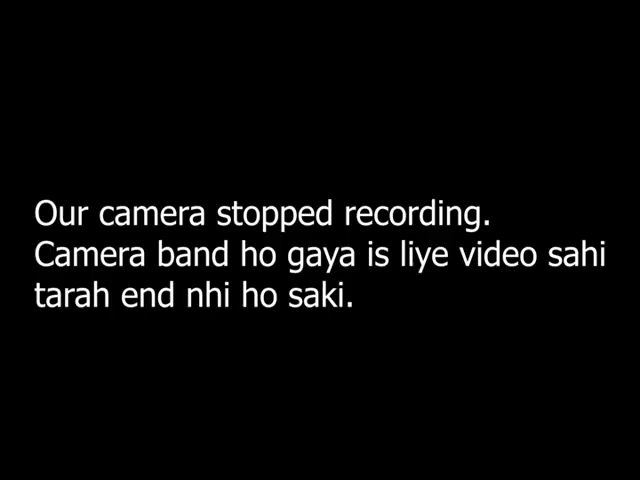 Our camera stopped recording.
Camera band ho gaya is liye video sahi
tarah end nhi ho saki.